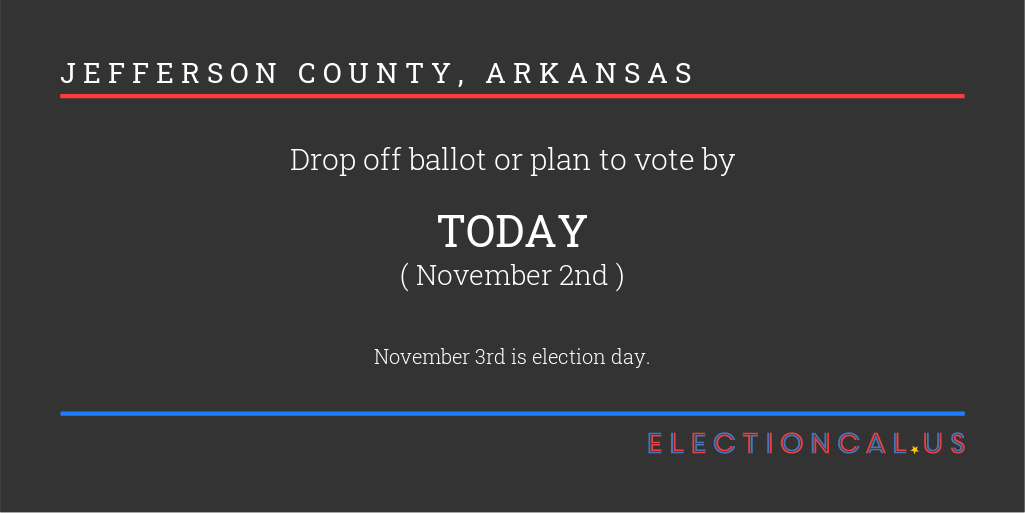 JEFFERSON COUNTY, ARKANSAS
Drop off ballot or plan to vote by
TODAY
( November 2nd )
November 3rd is election day.
ELECTIONCAL★US